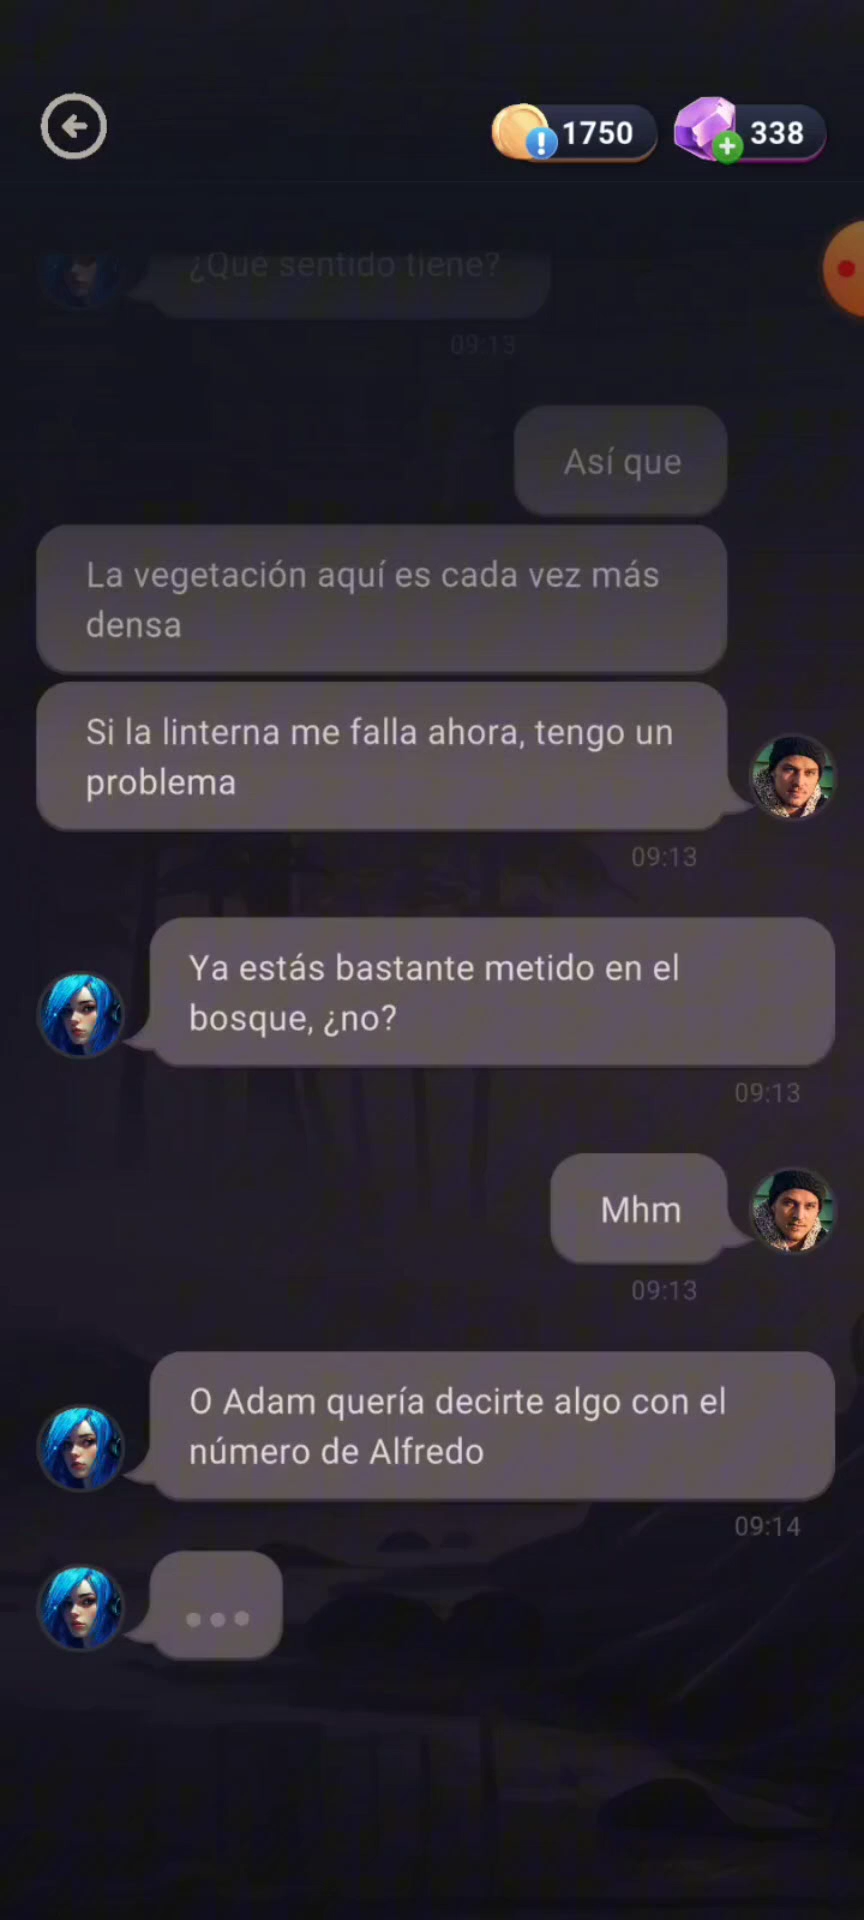 1750
338
¿Qué sentido tiene?
09:13
Así que
La vegetación aquí es cada vez más
densa
Si la linterna me falla ahora, tengo un
problema
09:13
Ya estás bastante metido en el
bosque, ¿no?
09:13
Mhm
09:13
O Adam quería decirte algo con el
número de Alfredo
09:14